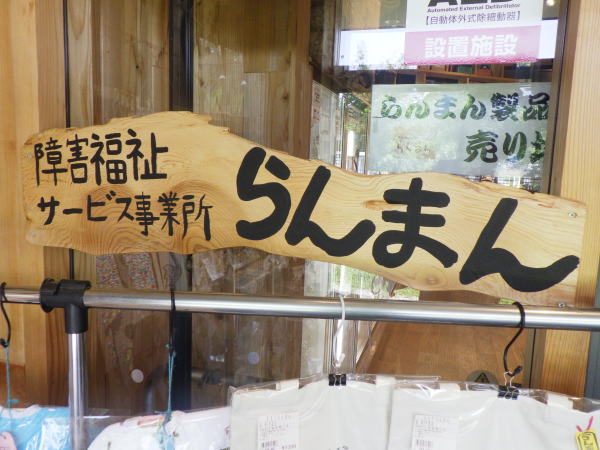 Automated External Defibrillator
【自動体外式除細動器】
設置施設
らんまん製品
売り場
障害福祉
サービス事業所
らんまん